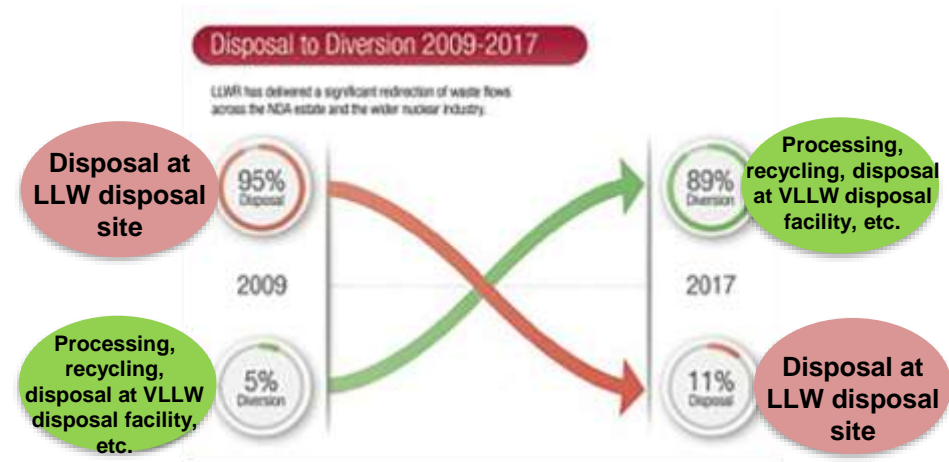 Disposal to Diversion 2009-2017
LLWR has delivered a significant redirection of waste flows
across the NDA estate and the wider nuclear industry.
Disposal at
LLW disposal
site
95%
Disposal
89%
Diversion
Processing,
recycling, disposal
at VLLW disposal
facility, etc.
2009
2017
Processing,
recycling,
disposal at VLLW
disposal facility,
etc.
5%
Diversion
11%
Disposal
Disposal at
LLW disposal
site